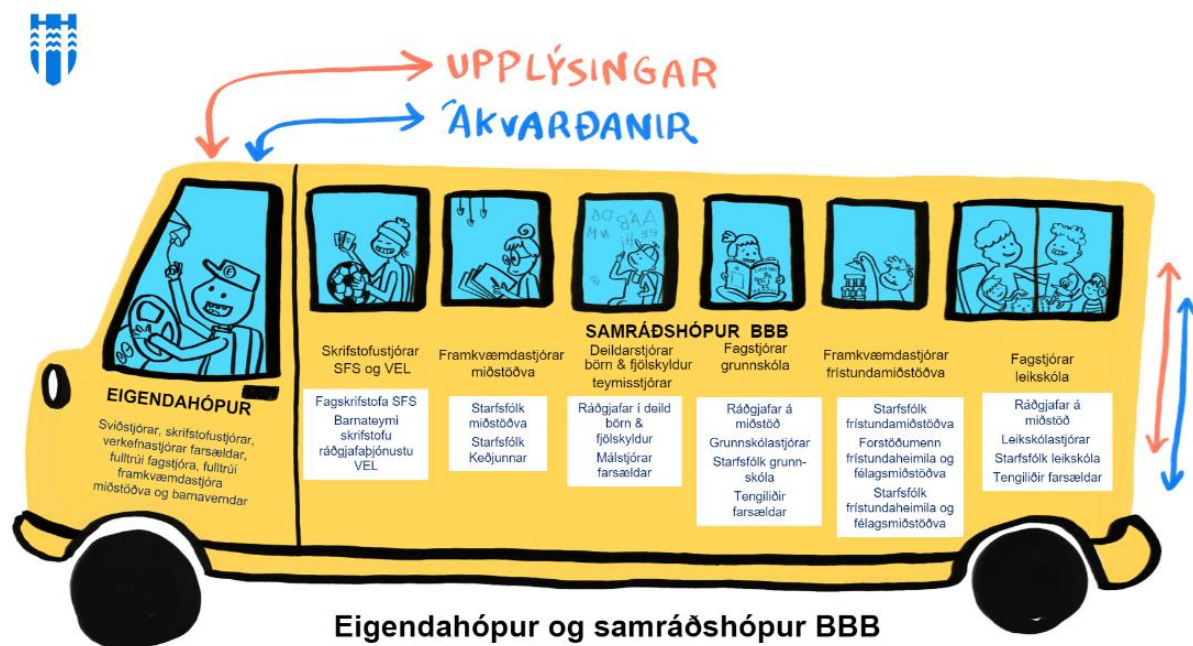 UPPLÝSINGAR
ÁKVARÐANIR
EIGENDAHÓPUR
Sviðstjórar, skrifstofustjórar,
verkefnastjórar farsældar,
fulltrúi fagstjóra, fulltrúi
framkvæmdastjóra
miðstöðva og barnaverndar
SAMRÁÐSHÓPUR BBB
Skrifstofustjórar
SFS og VEL
Fagskrifstofa SFS
Barnateymi
skrifstofu
ráðgjafaþjónustu
VEL
Framkvæmdastjórar
miðstöðva
Starfsfólk
miðstöðva
Starfsfólk
Keðjunnar
Deildarstjórar
börn & fjölskyldur
teymisstjórar
Ráðgjafar í deild
börn &
fjölskyldur
Málstjórar
farsældar
Fagstjórar
grunnskóla
Ráðgjafar á
miðstöð
Grunnskólastjórar
Starfsfólk grunn-
skóla
Tengiliðir
farsældar
Framkvæmdastjórar
frístundamiðstöðva
Starfsfólk
frístundamiðstöðva
Forstöðumenn
frístundaheimila og
félagsmiðstöðva
Starfsfólk
frístundaheimila og
félagsmiðstöðva
Fagstjórar
leikskóla
Ráðgjafar á
miðstöð
Leikskólastjórar
Starfsfólk leikskóla
Tengiliðir farsældar
Eigendahópur og samráðshópur BBB